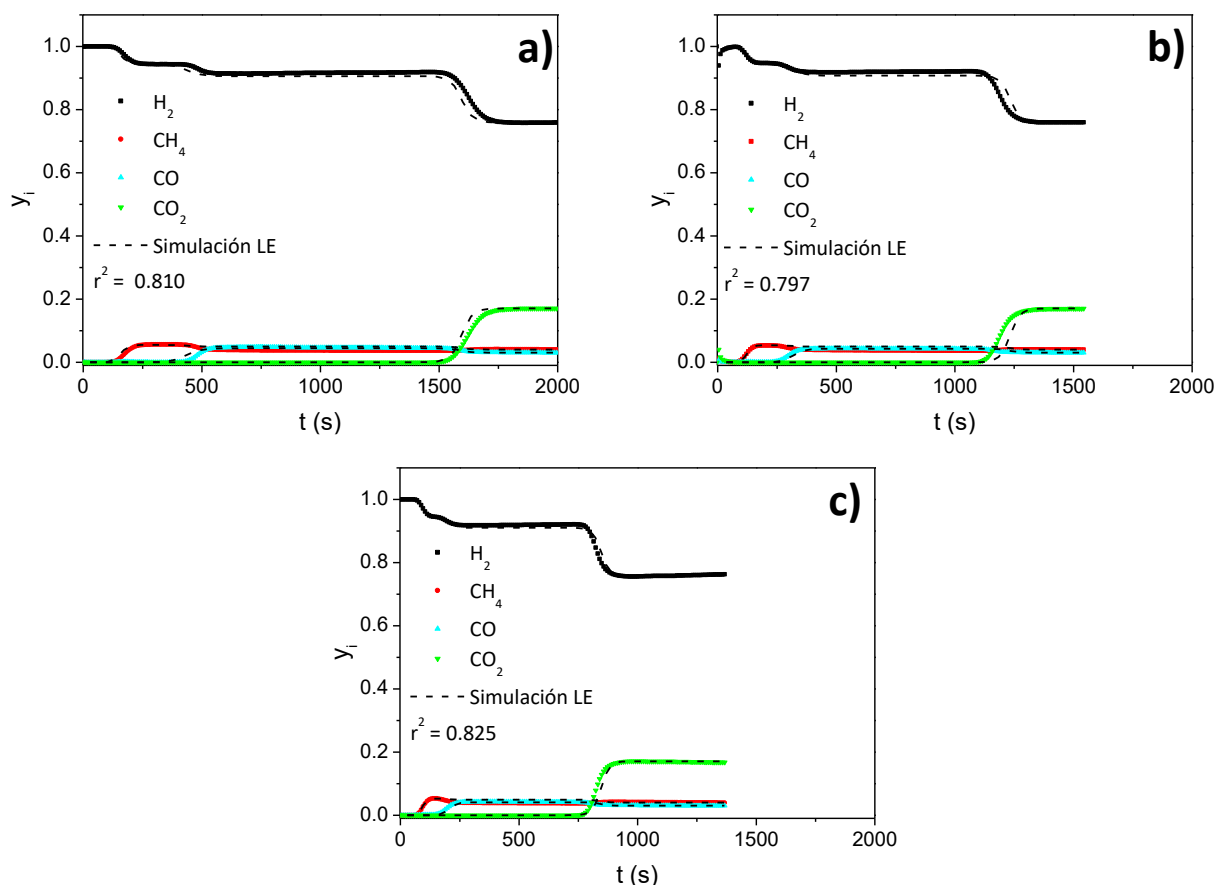 a)
1.0
0.8
0.6
0.4
0.2
0.0
y_i
H_2
CH_4
CO
CO_2
Simulación LE
r^2 = 0.810
0 500 1000 1500 2000
t (s)
b)
1.0
0.8
0.6
0.4
0.2
0.0
y_i
H_2
CH_4
CO
CO_2
Simulación LE
r^2 = 0.797
0 500 1000 1500 2000
t (s)
c)
1.0
0.8
0.6
0.4
0.2
0.0
y_i
H_2
CH_4
CO
CO_2
Simulación LE
r^2 = 0.825
0 500 1000 1500 2000
t (s)